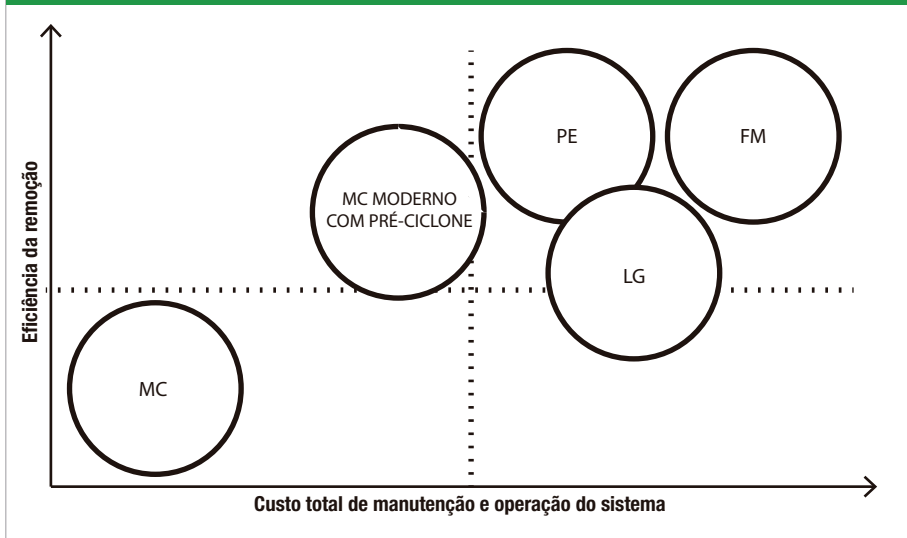 Eficiência da remoção
PE
FM
MC MODERNO
COM PRÉ-CICLONE
LG
MC
Custo total de manutenção e operação do sistema